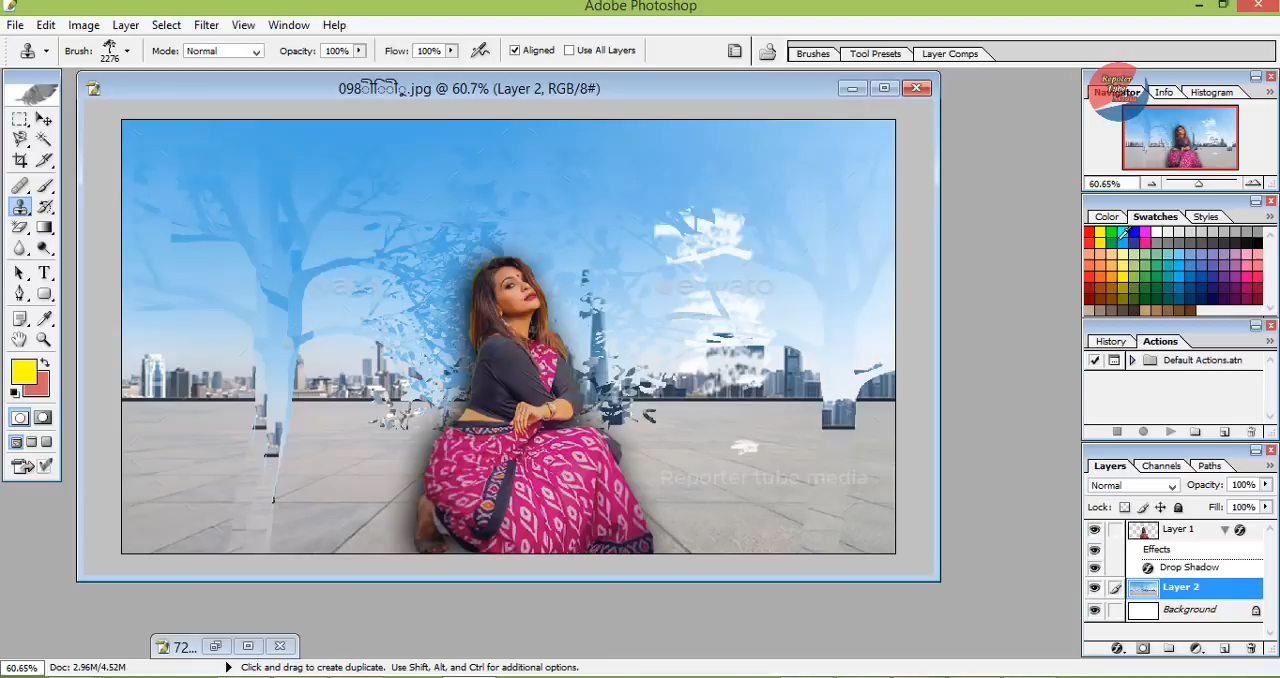 Adobe Photoshop
File Edit Image Layer Select Filter View Window Help
Brush: 2276 Mode: Normal Opacity: 100% Flow: 100% Aligned Use All Layers Brushes Tool Presets Layer Comps
Repoter
Tube
Media
Info Histogram
60.65%
Color Swatches Styles
History Actions
Default Actions.atn
Layers Channels Paths
Normal Opacity: 100%
Lock: Fill: 100%
Layer 1
Effects
Drop Shadow
Layer 2
Background
.jpg @ 60.7% (Layer 2, RGB/8#)
envato
Reporter tube media
72...
60.65% Doc: 2.96M/4.52M Click and drag to create duplicate. Use Shift, Alt, and Ctrl for additional options.